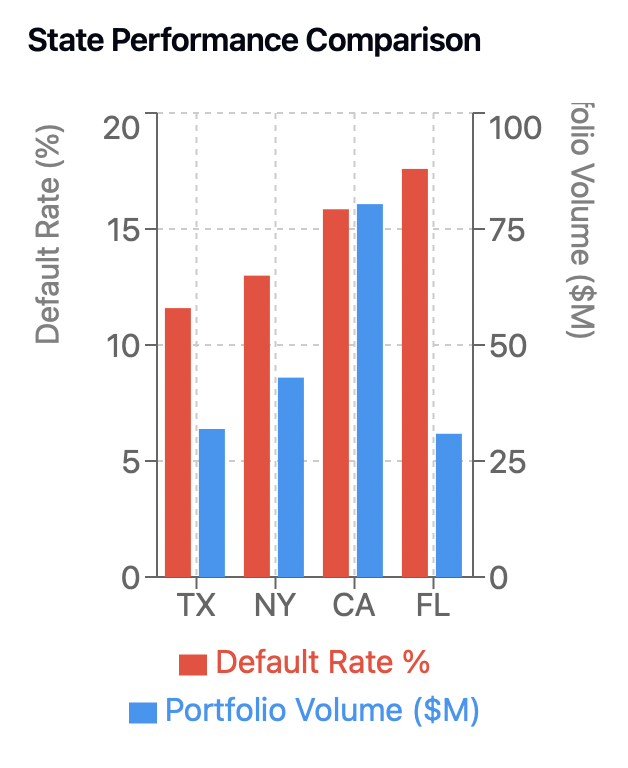 State Performance Comparison
Default Rate (%)
folio Volume ($M)
20
15
10
5
0
100
75
50
25
0
TX NY CA FL
Default Rate %
Portfolio Volume ($M)